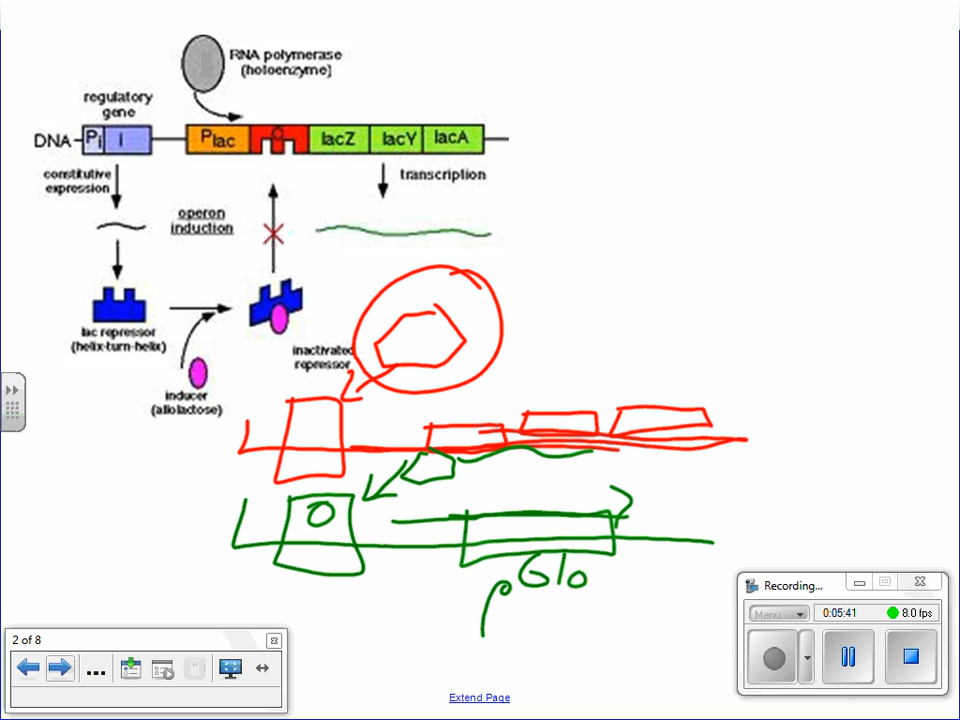 RNA polymerase
(holoenzyme)
regulatory
gene
DNA
Pi
I
Plac
O
lacZ
lacY
lacA
constitutive
expression
transcription
operon
induction
lac repressor
(helix-turn-helix)
inactivated
repressor
inducer
(allolactose)
O
pGlo
Recording...
Menu
0:05:41
8.0 fps
2 of 8
...
Extend Page